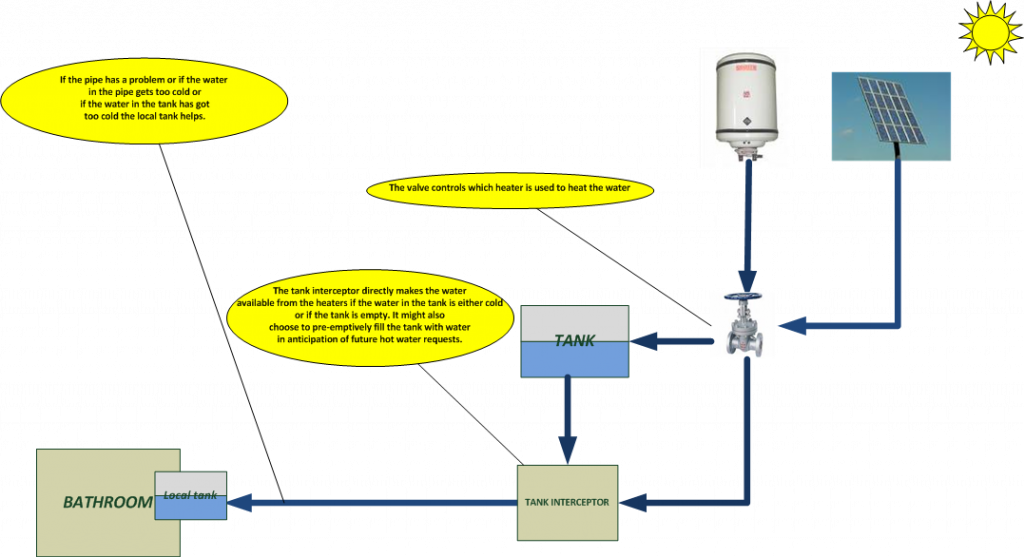 If the pipe has a problem or if the water
in the pipe gets too cold or
if the water in the tank has got
too cold the local tank helps.
The valve controls which heater is used to heat the water
The tank interceptor directly makes the water
available from the heaters if the water in the tank is either cold
or if the tank is empty. It might also
choose to pre-emptively fill the tank with water
in anticipation of future hot water requests.
TANK
BATHROOM
Local tank
TANK INTERCEPTOR